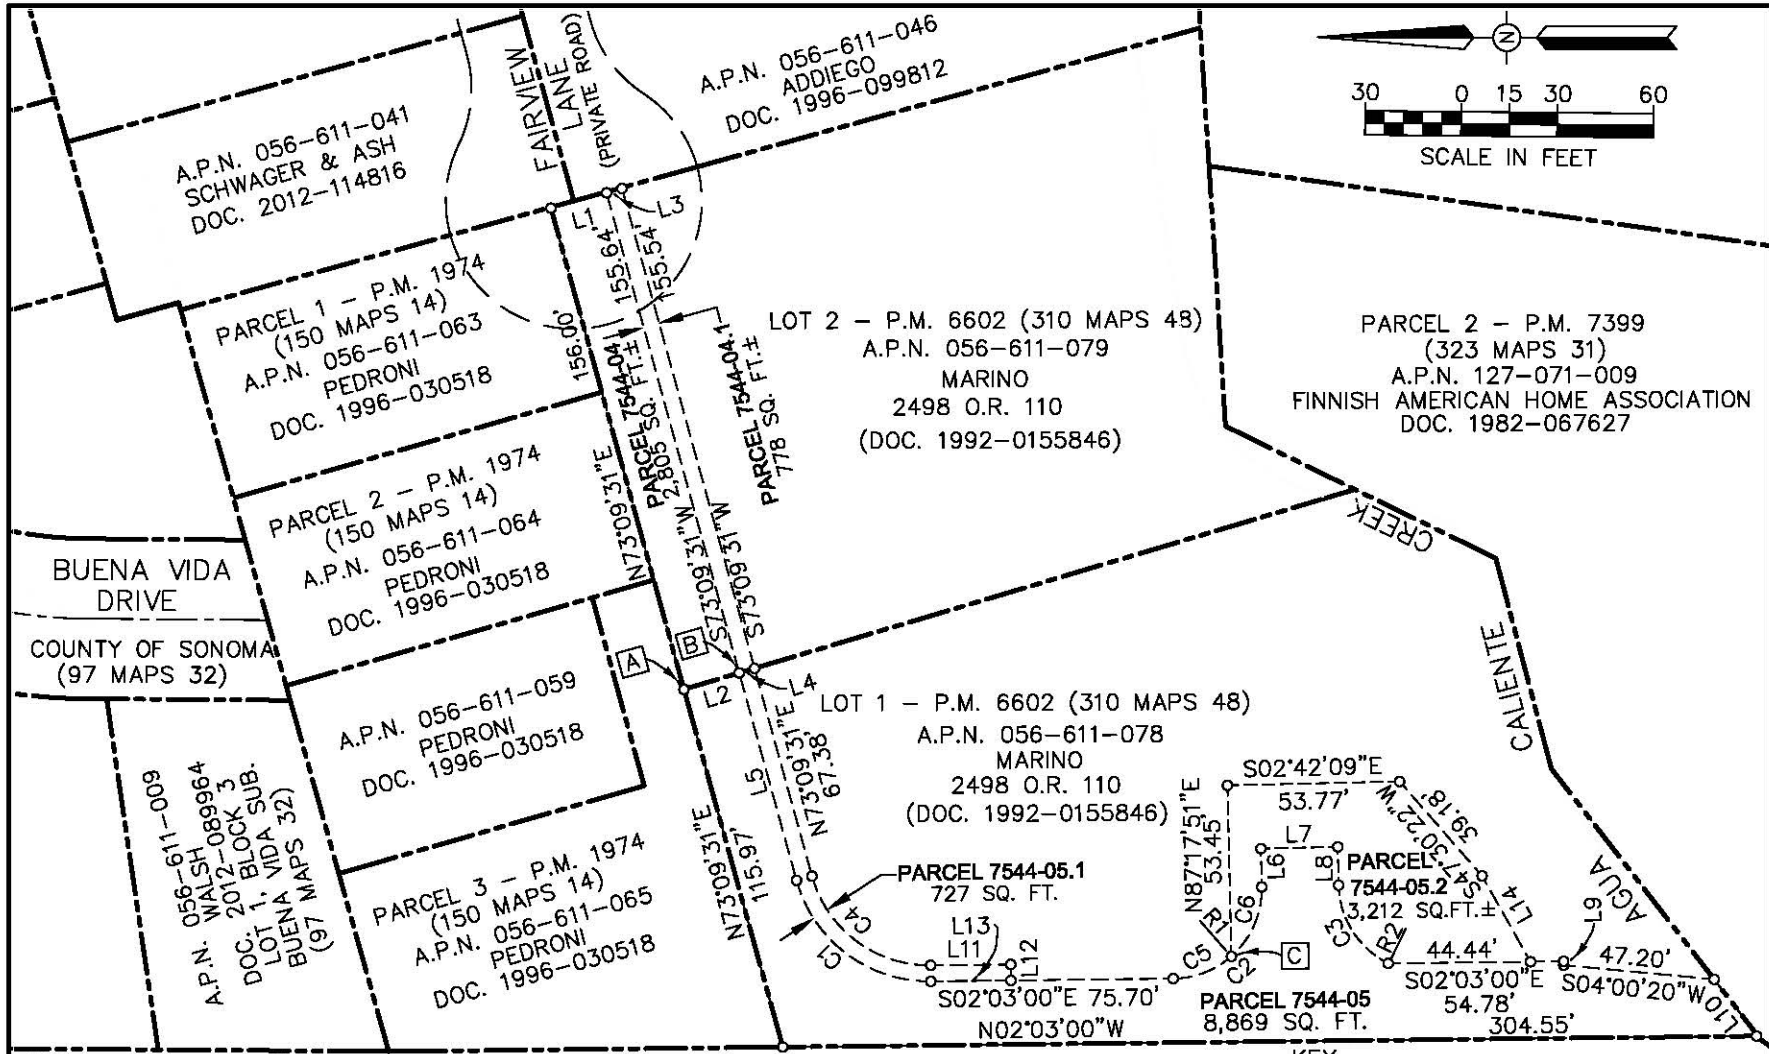 A.P.N. 056-611-041
SCHWAGER & ASH
DOC. 2012-114816
FAIRVIEW
LANE
(PRIVATE ROAD)
A.P.N. 056-611-046
ADDIEGO
DOC. 1996-099812
N
30 0 15 30 60
SCALE IN FEET
L1
L3
155.64'
155.54'
156.00'
PARCEL 1 - P.M. 1974
(150 MAPS 14)
A.P.N. 056-611-063
PEDRONI
DOC. 1996-030518
PARCEL 7544-04
2,805 SQ. FT.±
PARCEL 7544-04.1
778 SQ. FT.±
LOT 2 - P.M. 6602 (310 MAPS 48)
A.P.N. 056-611-079
MARINO
2498 O.R. 110
(DOC. 1992-0155846)
PARCEL 2 - P.M. 7399
(323 MAPS 31)
A.P.N. 127-071-009
FINNISH AMERICAN HOME ASSOCIATION
DOC. 1982-067627
PARCEL 2 - P.M. 1974
(150 MAPS 14)
A.P.N. 056-611-064
PEDRONI
DOC. 1996-030518
N73°09'31"E
S73°09'31"W
S73°09'31"W
CREEK
CALIENTE
AGUA
BUENA VIDA
DRIVE
COUNTY OF SONOMA
(97 MAPS 32)
A
B
L2
L4
A.P.N. 056-611-059
PEDRONI
DOC. 1996-030518
LOT 1 - P.M. 6602 (310 MAPS 48)
A.P.N. 056-611-078
MARINO
2498 O.R. 110
(DOC. 1992-0155846)
L5
N73°09'31"E
67.38'
N73°09'31"E
115.97'
A.P.N. 056-611-009
WALSH
DOC. 2012-089964
LOT 1, BLOCK 3
BUENA VIDA SUB.
(97 MAPS 32)
PARCEL 3 - P.M. 1974
(150 MAPS 14)
A.P.N. 056-611-065
PEDRONI
DOC. 1996-030518
PARCEL 7544-05.1
727 SQ. FT.
C4
C1
L13
L11
L12
S02°03'00"E 75.70'
N02°03'00"W
C5
C2
R1
C
C6
L6
L7
L8
N87°17'51"E
53.45'
S02°42'09"E
53.77'
S47°30'22"W
39.18'
PARCEL
7544-05.2
3,212 SQ.FT.±
C3
R2
L14
L9
44.44'
S02°03'00"E
54.78'
47.20'
S04°00'20"W
L10
304.55'
PARCEL 7544-05
8,869 SQ. FT.